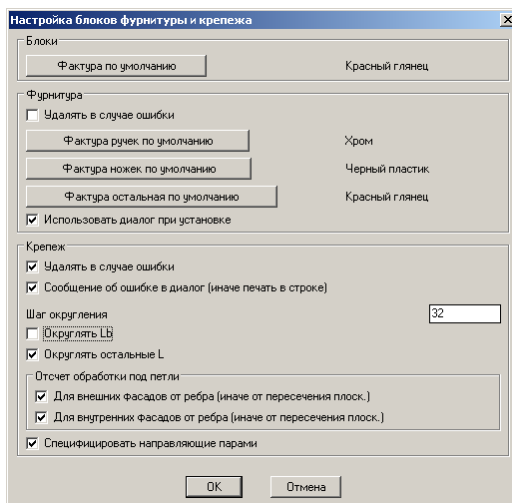 Настройка блоков фурнитуры и крепежа
Блоки
Фактура по умолчанию Красный глянец
Фурнитура
Удалять в случае ошибки
Фактура ручек по умолчанию Хром
Фактура ножек по умолчанию Черный пластик
Фактура остальная по умолчанию Красный глянец
Использовать диалог при установке
Крепеж
Удалять в случае ошибки
Сообщение об ошибке в диалог (иначе печать в строке)
Шаг округления 32
Округлять Lb
Округлять остальные L
Отсчет обработки под петли
Для внешних фасадов от ребра (иначе от пересечения плоск.)
Для внутренних фасадов от ребра (иначе от пересечения плоск.)
Специфицировать направляющие парами
OK Отмена